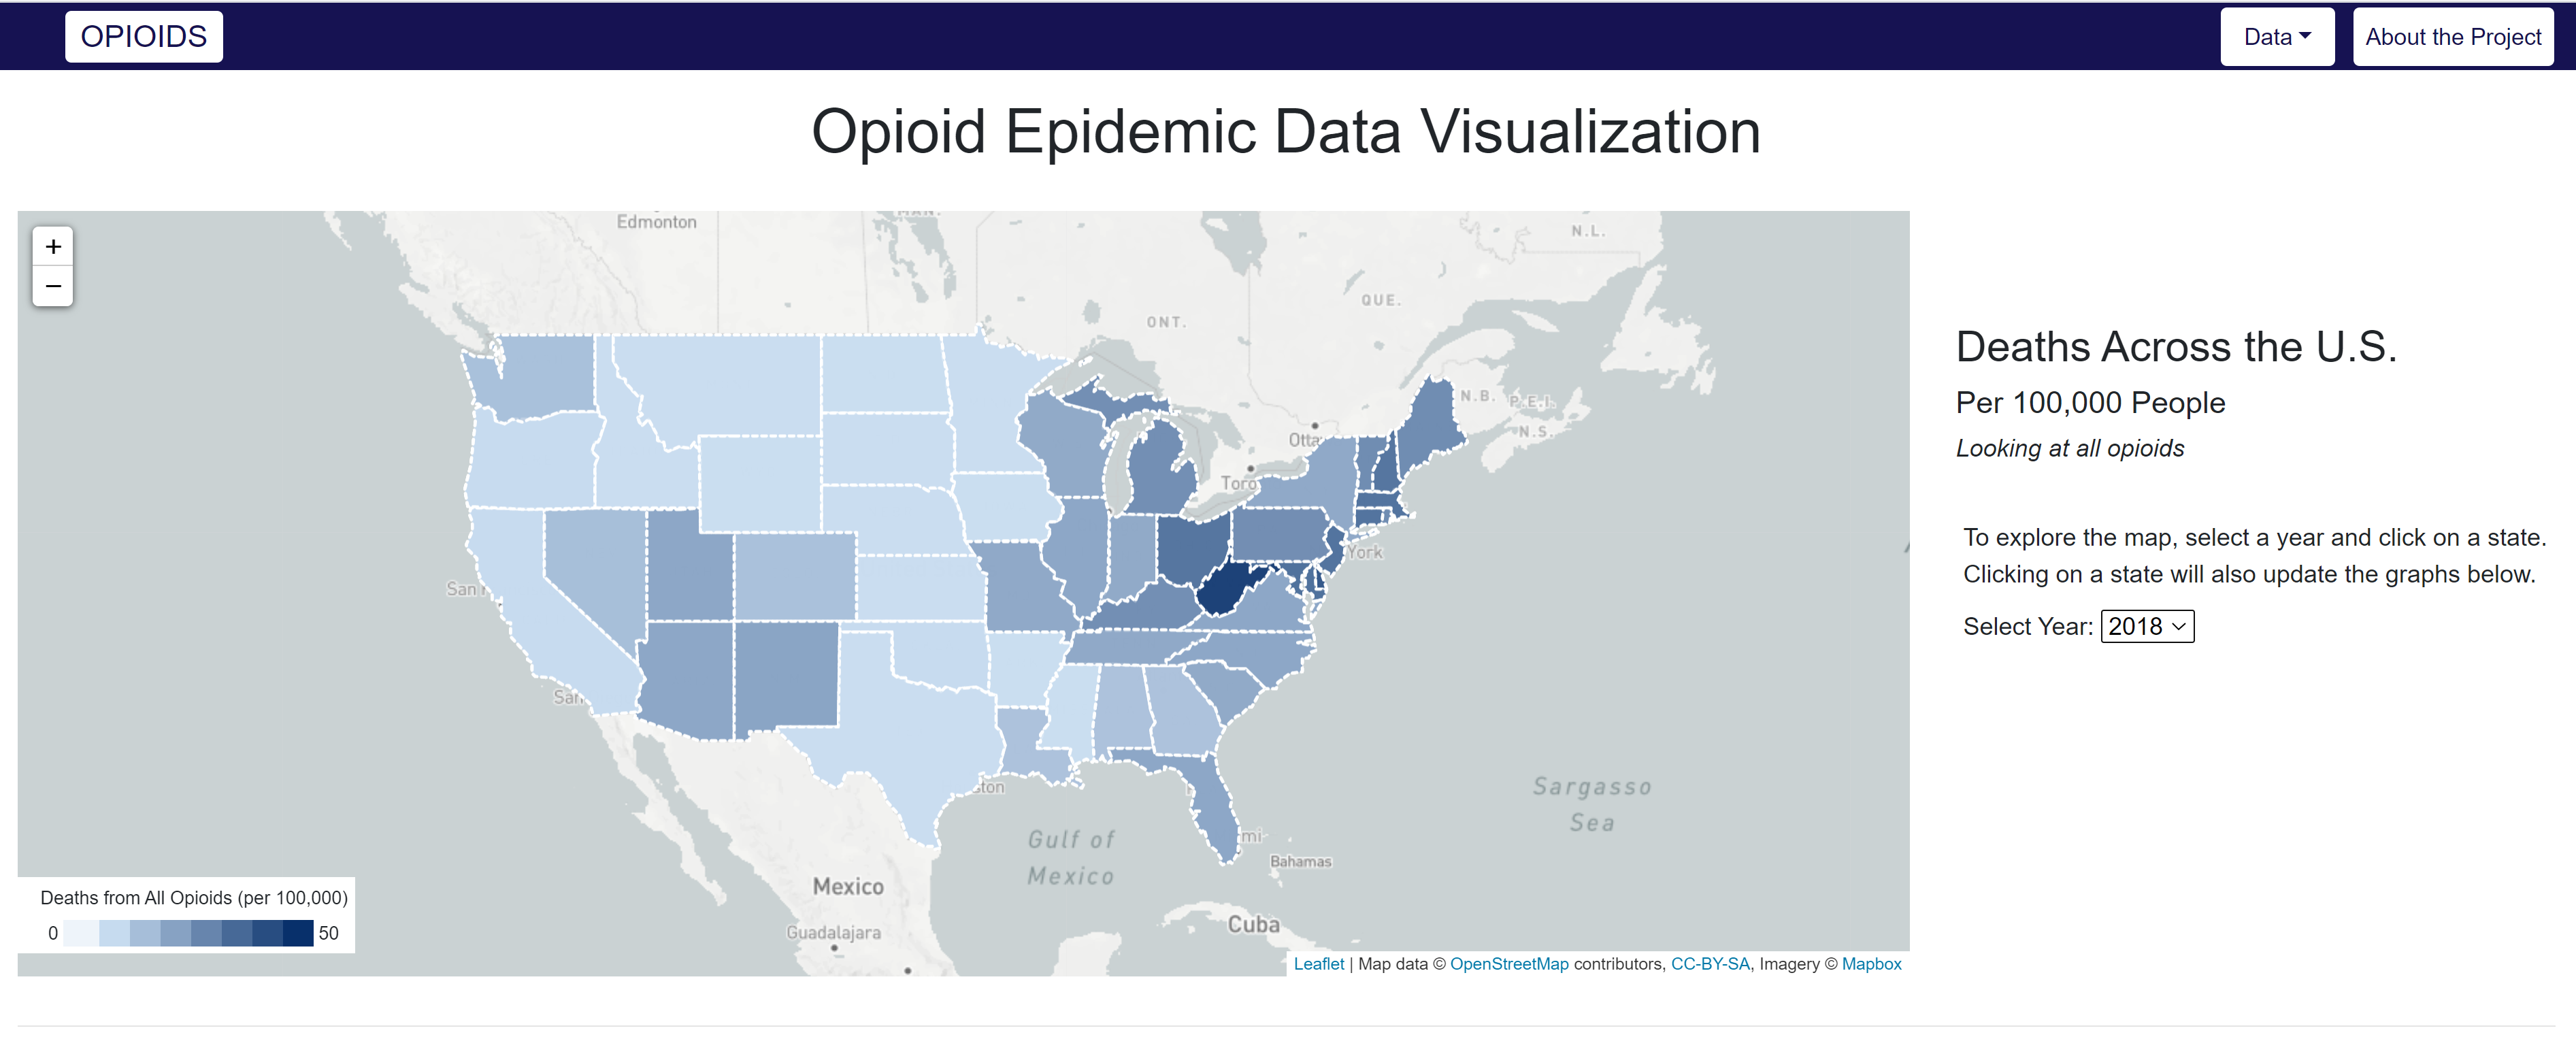 OPIOIDS
Data
About the Project
Opioid Epidemic Data Visualization
+
−
Edmonton
MAN.
N.L.
QUE.
ONT.
N.B.
P.E.I.
N.S.
Otta
Toro
York
San
San
ston
mi
Bahamas
Sargasso
Sea
Gulf of
Mexico
Mexico
Guadalajara
Cuba
Deaths from All Opioids (per 100,000)
0 50
Leaflet | Map data © OpenStreetMap contributors, CC-BY-SA, Imagery © Mapbox
Deaths Across the U.S.
Per 100,000 People
Looking at all opioids
To explore the map, select a year and click on a state.
Clicking on a state will also update the graphs below.
Select Year: 2018